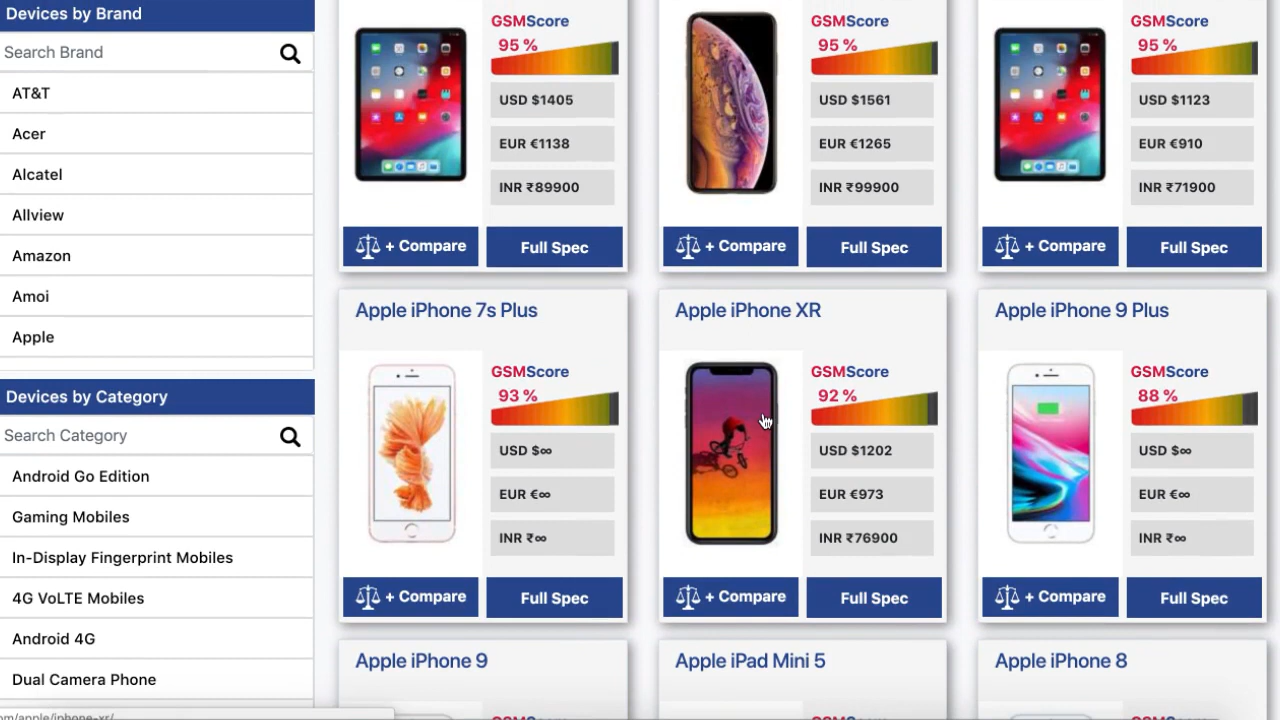 Devices by Brand
Search Brand
AT&T
Acer
Alcatel
Allview
Amazon
Amoi
Apple
Devices by Category
Search Category
Android Go Edition
Gaming Mobiles
In-Display Fingerprint Mobiles
4G VoLTE Mobiles
Android 4G
Dual Camera Phone
GSMScore
95 %
USD $1405
EUR €1138
INR ₹89900
+ Compare
Full Spec
GSMScore
95 %
USD $1561
EUR €1265
INR ₹99900
+ Compare
Full Spec
GSMScore
95 %
USD $1123
EUR €910
INR ₹71900
+ Compare
Full Spec
Apple iPhone 7s Plus
GSMScore
93 %
USD $∞
EUR €∞
INR ₹∞
+ Compare
Full Spec
Apple iPhone XR
GSMScore
92 %
USD $1202
EUR €973
INR ₹76900
+ Compare
Full Spec
Apple iPhone 9 Plus
GSMScore
88 %
USD $∞
EUR €∞
INR ₹∞
+ Compare
Full Spec
Apple iPhone 9
Apple iPad Mini 5
Apple iPhone 8